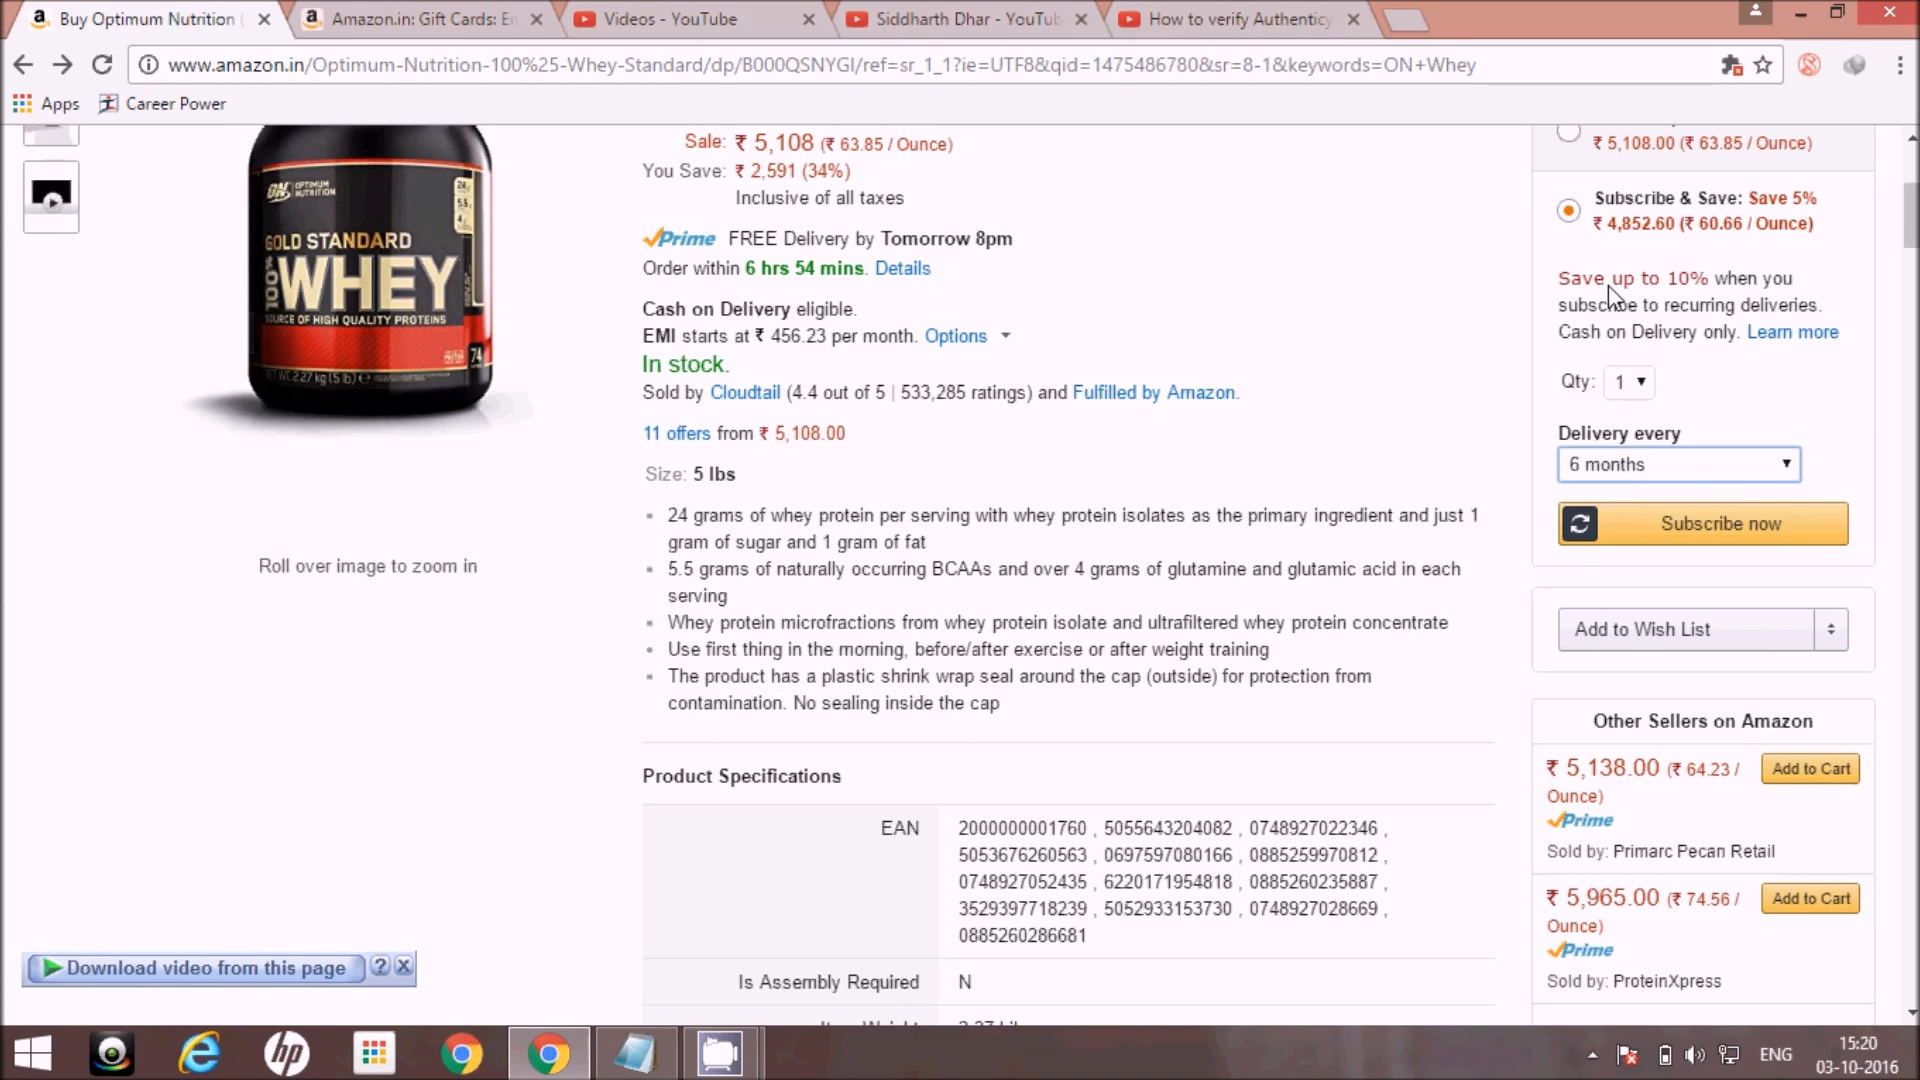 Buy Optimum Nutrition (
Amazon.in: Gift Cards: En
Videos - YouTube
Siddharth Dhar - YouTub
How to verify Authenticy
www.amazon.in/Optimum-Nutrition-100%25-Whey-Standard/dp/B000QSNYGI/ref=sr_1_1?ie=UTF8&qid=1475486780&sr=8-1&keywords=ON+Whey
Apps
Career Power
ON OPTIMUM NUTRITION
GOLD STANDARD
100%
WHEY
SOURCE OF HIGH QUALITY PROTEINS
74
NET WT. 2.27 kg (5 lb)
Roll over image to zoom in
Sale: ₹ 5,108 (₹ 63.85 / Ounce)
You Save: ₹ 2,591 (34%)
Inclusive of all taxes
Prime FREE Delivery by Tomorrow 8pm
Order within 6 hrs 54 mins. Details
Cash on Delivery eligible.
EMI starts at ₹ 456.23 per month. Options
In stock.
Sold by Cloudtail (4.4 out of 5 | 533,285 ratings) and Fulfilled by Amazon.
11 offers from ₹ 5,108.00
Size: 5 lbs
24 grams of whey protein per serving with whey protein isolates as the primary ingredient and just 1
gram of sugar and 1 gram of fat
5.5 grams of naturally occurring BCAAs and over 4 grams of glutamine and glutamic acid in each
serving
Whey protein microfractions from whey protein isolate and ultrafiltered whey protein concentrate
Use first thing in the morning, before/after exercise or after weight training
The product has a plastic shrink wrap seal around the cap (outside) for protection from
contamination. No sealing inside the cap
Product Specifications
EAN
2000000001760 , 5055643204082 , 0748927022346 ,
5053676260563 , 0697597080166 , 0885259970812 ,
0748927052435 , 6220171954818 , 0885260235887 ,
3529397718239 , 5052933153730 , 0748927028669 ,
0885260286681
Is Assembly Required
N
₹ 5,108.00 (₹ 63.85 / Ounce)
Subscribe & Save: Save 5%
₹ 4,852.60 (₹ 60.66 / Ounce)
Save up to 10% when you
subscribe to recurring deliveries.
Cash on Delivery only. Learn more
Qty: 1
Delivery every
6 months
Subscribe now
Add to Wish List
Other Sellers on Amazon
₹ 5,138.00 (₹ 64.23 /
Ounce)
Add to Cart
Prime
Sold by: Primarc Pecan Retail
₹ 5,965.00 (₹ 74.56 /
Ounce)
Add to Cart
Prime
Sold by: ProteinXpress
Download video from this page
hp
ENG
15:20
03-10-2016